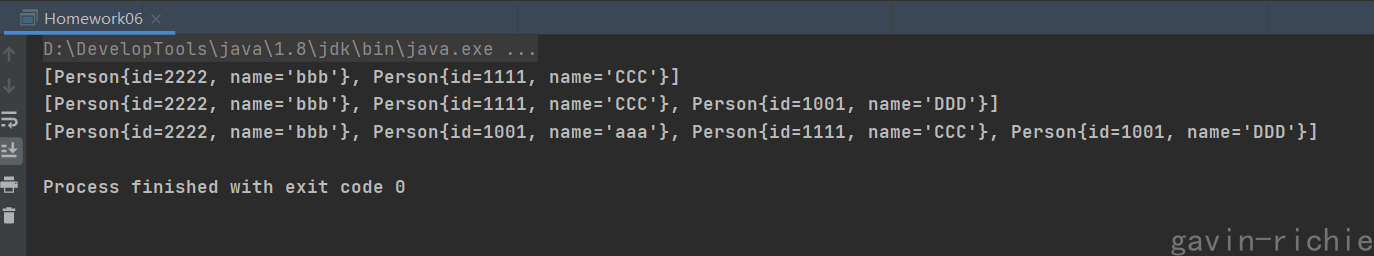 Homework06
D:\DevelopTools\java\1.8\jdk\bin\java.exe ...
[Person{id=2222, name='bbb'}, Person{id=1111, name='CCC'}]
[Person{id=2222, name='bbb'}, Person{id=1111, name='CCC'}, Person{id=1001, name='DDD'}]
[Person{id=2222, name='bbb'}, Person{id=1001, name='aaa'}, Person{id=1111, name='CCC'}, Person{id=1001, name='DDD'}]
Process finished with exit code 0
gavin-richie